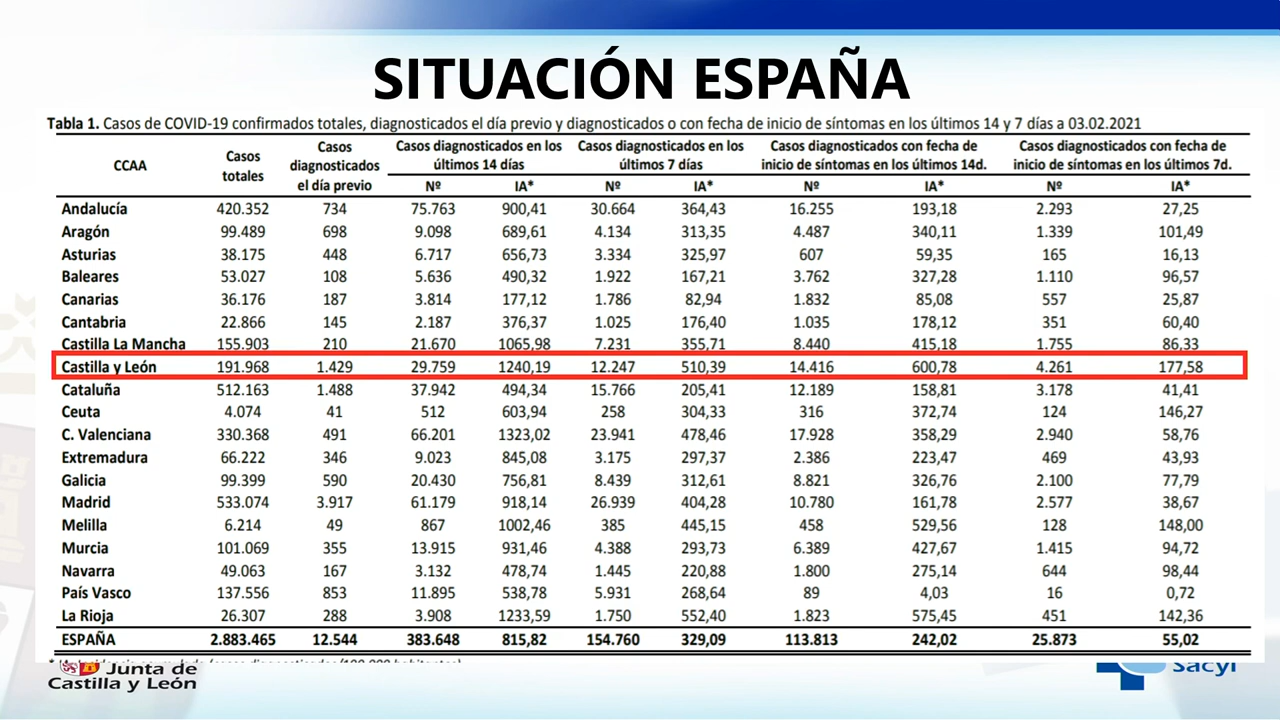 SITUACIÓN ESPAÑA
Tabla 1. Casos de COVID-19 confirmados totales, diagnosticados el día previo y diagnosticados o con fecha de inicio de síntomas en los últimos 14 y 7 días a 03.02.2021
CCAA Casos totales Casos diagnosticados el día previo Casos diagnosticados en los últimos 14 días Casos diagnosticados en los últimos 7 días Casos diagnosticados con fecha de inicio de síntomas en los últimos 14d. Casos diagnosticados con fecha de inicio de síntomas en los últimos 7d.
Nº IA* Nº IA* Nº IA* Nº IA*
Andalucía 420.352 734 75.763 900,41 30.664 364,43 16.255 193,18 2.293 27,25
Aragón 99.489 698 9.098 689,61 4.134 313,35 4.487 340,11 1.339 101,49
Asturias 38.175 448 6.717 656,73 3.334 325,97 607 59,35 165 16,13
Baleares 53.027 108 5.636 490,32 1.922 167,21 3.762 327,28 1.110 96,57
Canarias 36.176 187 3.814 177,12 1.786 82,94 1.832 85,08 557 25,87
Cantabria 22.866 145 2.187 376,37 1.025 176,40 1.035 178,12 351 60,40
Castilla La Mancha 155.903 210 21.670 1065,98 7.231 355,71 8.440 415,18 1.755 86,33
Castilla y León 191.968 1.429 29.759 1240,19 12.247 510,39 14.416 600,78 4.261 177,58
Cataluña 512.163 1.488 37.942 494,34 15.766 205,41 12.189 158,81 3.178 41,41
Ceuta 4.074 41 512 603,94 258 304,33 316 372,74 124 146,27
C. Valenciana 330.368 491 66.201 1323,02 23.941 478,46 17.928 358,29 2.940 58,76
Extremadura 66.222 346 9.023 845,08 3.175 297,37 2.386 223,47 469 43,93
Galicia 99.399 590 20.430 756,81 8.439 312,61 8.821 326,76 2.100 77,79
Madrid 533.074 3.917 61.179 918,14 26.939 404,28 10.780 161,78 2.577 38,67
Melilla 6.214 49 867 1002,46 385 445,15 458 529,56 128 148,00
Murcia 101.069 355 13.915 931,46 4.388 293,73 6.389 427,67 1.415 94,72
Navarra 49.063 167 3.132 478,74 1.445 220,88 1.800 275,14 644 98,44
País Vasco 137.556 853 11.895 538,78 5.931 268,64 89 4,03 16 0,72
La Rioja 26.307 288 3.908 1233,59 1.750 552,40 1.823 575,45 451 142,36
ESPAÑA 2.883.465 12.544 383.648 815,82 154.760 329,09 113.813 242,02 25.873 55,02
Junta de
Castilla y León
Sacyl